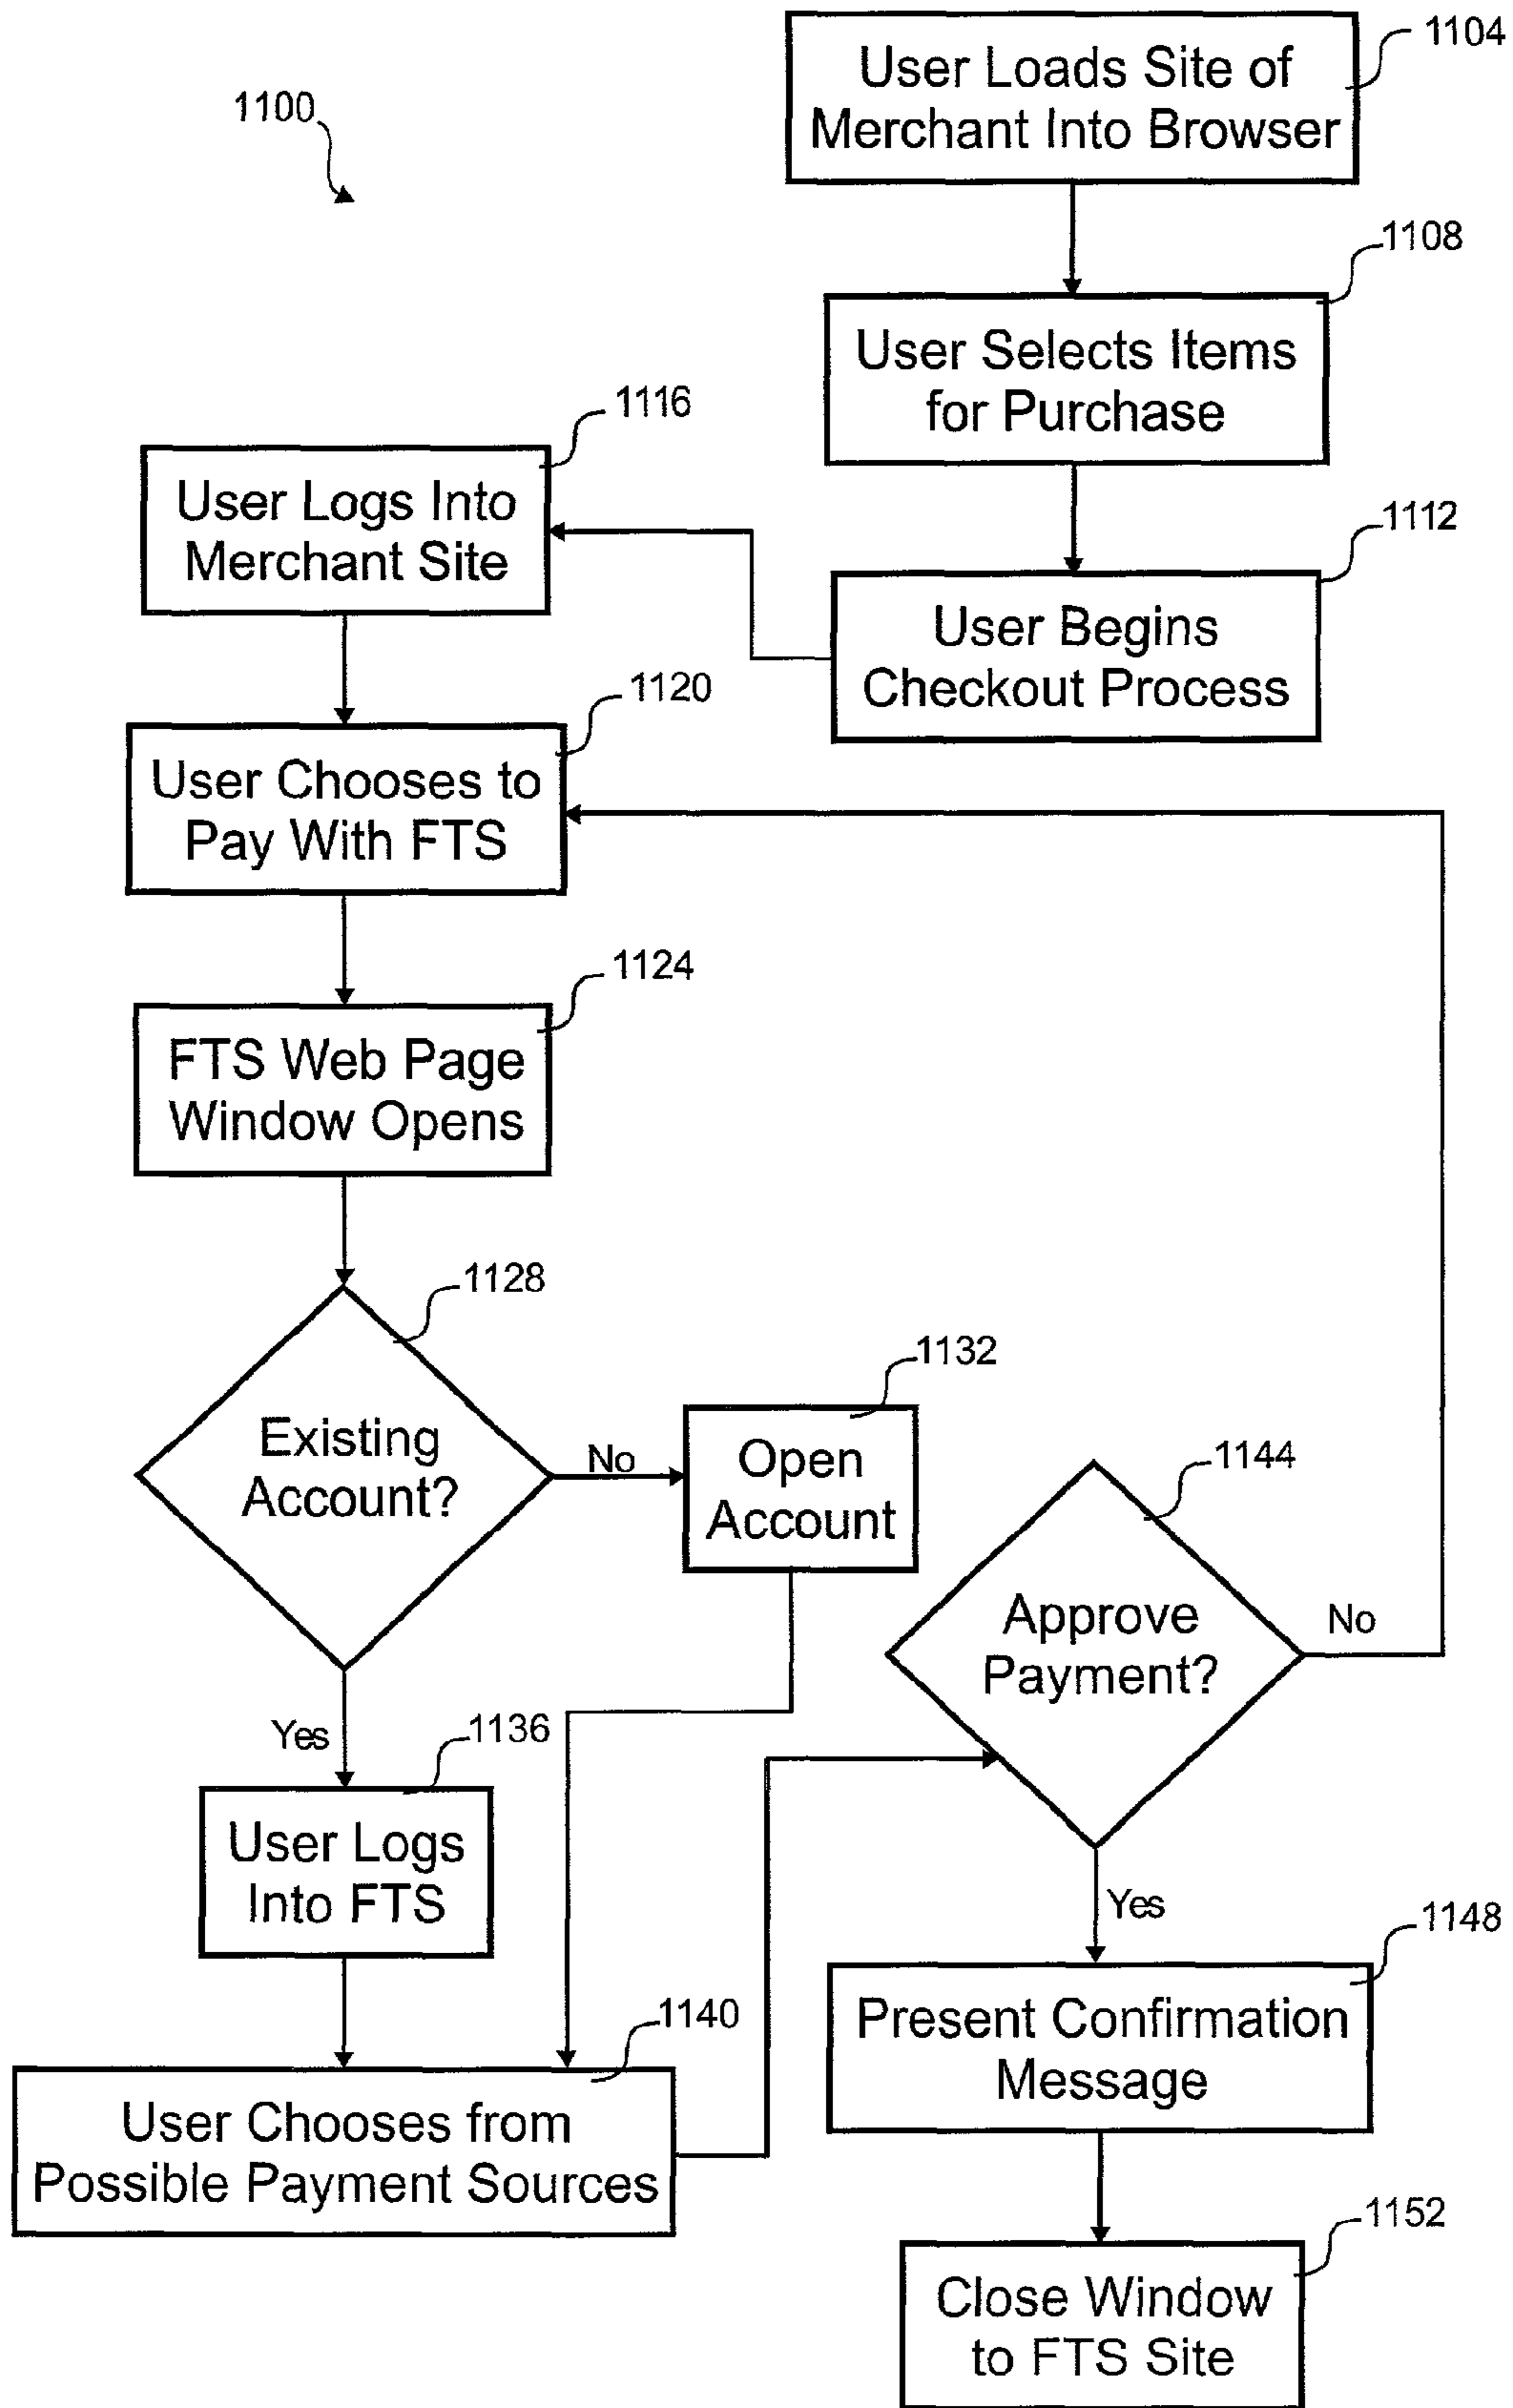 1104
User Loads Site of
Merchant Into Browser
1100
1108
User Selects Items
for Purchase
1112
User Begins
Checkout Process
1116
User Logs Into
Merchant Site
1120
User Chooses to
Pay With FTS
1124
FTS Web Page
Window Opens
1128
Existing
Account?
No
1132
Open
Account
Yes
1136
User Logs
Into FTS
1140
User Chooses from
Possible Payment Sources
1144
Approve
Payment?
No
Yes
1148
Present Confirmation
Message
1152
Close Window
to FTS Site